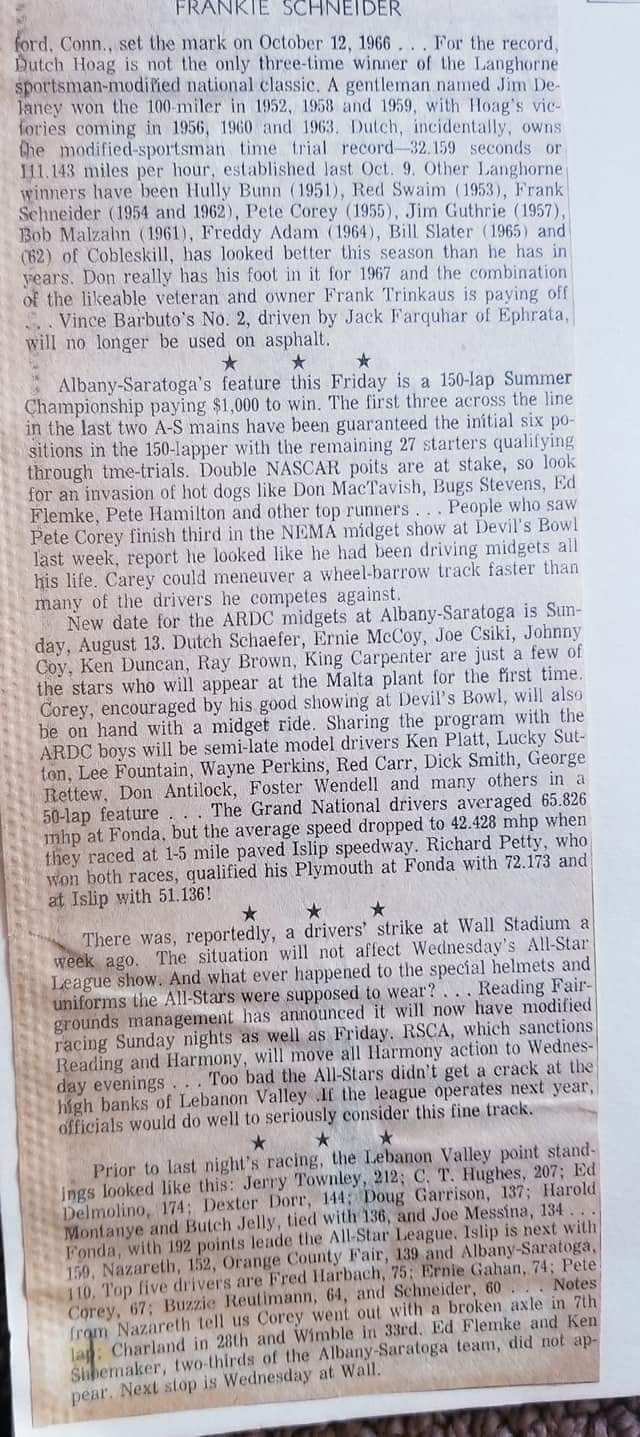 FRANKIE SCHNEIDER
ford, Conn., set the mark on October 12, 1966 . . . For the record,
Dutch Hoag is not the only three-time winner of the Langhorne
sportsman-modified national classic. A gentleman named Jim De-
laney won the 100-miler in 1952, 1958 and 1959, with Hoag's vic-
tories coming in 1956, 1960 and 1963. Dutch, incidentally, owns
the modified-sportsman time trial record—32.159 seconds or
111.143 miles per hour, established last Oct. 9. Other Langhorne
winners have been Hully Bunn (1951), Red Swaim (1953), Frank
Schneider (1954 and 1962), Pete Corey (1955), Jim Guthrie (1957),
Bob Malzahn (1961), Freddy Adam (1964), Bill Slater (1965) and
(62) of Cobleskill, has looked better this season than he has in
years. Don really has his foot in it for 1967 and the combination
of the likeable veteran and owner Frank Trinkaus is paying off
. . . Vince Barbuto's No. 2, driven by Jack Farquhar of Ephrata,
will no longer be used on asphalt.
★ ★ ★
Albany-Saratoga's feature this Friday is a 150-lap Summer
Championship paying $1,000 to win. The first three across the line
in the last two A-S mains have been guaranteed the initial six po-
sitions in the 150-lapper with the remaining 27 starters qualifying
through tme-trials. Double NASCAR poits are at stake, so look
for an invasion of hot dogs like Don MacTavish, Bugs Stevens, Ed
Flemke, Pete Hamilton and other top runners . . . People who saw
Pete Corey finish third in the NEMA midget show at Devil's Bowl
last week, report he looked like he had been driving midgets all
his life. Carey could meneuver a wheel-barrow track faster than
many of the drivers he competes against.
New date for the ARDC midgets at Albany-Saratoga is Sun-
day, August 13. Dutch Schaefer, Ernie McCoy, Joe Csiki, Johnny
Coy, Ken Duncan, Ray Brown, King Carpenter are just a few of
the stars who will appear at the Malta plant for the first time.
Corey, encouraged by his good showing at Devil's Bowl, will also
be on hand with a midget ride. Sharing the program with the
ARDC boys will be semi-late model drivers Ken Platt, Lucky Sut-
ton, Lee Fountain, Wayne Perkins, Red Carr, Dick Smith, George
Rettew, Don Antilock, Foster Wendell and many others in a
50-lap feature . . . The Grand National drivers averaged 65.826
mhp at Fonda, but the average speed dropped to 42.428 mhp when
they raced at 1-5 mile paved Islip speedway. Richard Petty, who
won both races, qualified his Plymouth at Fonda with 72.173 and
at Islip with 51.136!
★ ★ ★
There was, reportedly, a drivers' strike at Wall Stadium a
week ago. The situation will not affect Wednesday's All-Star
League show. And what ever happened to the special helmets and
uniforms the All-Stars were supposed to wear? . . . Reading Fair-
grounds management has announced it will now have modified
racing Sunday nights as well as Friday. RSCA, which sanctions
Reading and Harmony, will move all Harmony action to Wednes-
day evenings . . . Too bad the All-Stars didn't get a crack at the
high banks of Lebanon Valley .If the league operates next year,
officials would do well to seriously consider this fine track.
★ ★ ★
Prior to last night's racing, the Lebanon Valley point stand-
ings looked like this: Jerry Townley, 212; C. T. Hughes, 207; Ed
Delmolino, 174; Dexter Dorr, 144; Doug Garrison, 137; Harold
Montanye and Butch Jelly, tied with 136, and Joe Messina, 134 . . .
Fonda, with 192 points leade the All-Star League. Islip is next with
159, Nazareth, 152, Orange County Fair, 139 and Albany-Saratoga,
110. Top five drivers are Fred Harbach, 75; Ernie Gahan, 74; Pete
Corey, 67; Buzzie Reutimann, 64, and Schneider, 60 . . . Notes
from Nazareth tell us Corey went out with a broken axle in 7th
lap: Charland in 28th and Wimble in 33rd. Ed Flemke and Ken
Shoemaker, two-thirds of the Albany-Saratoga team, did not ap-
pear. Next stop is Wednesday at Wall.